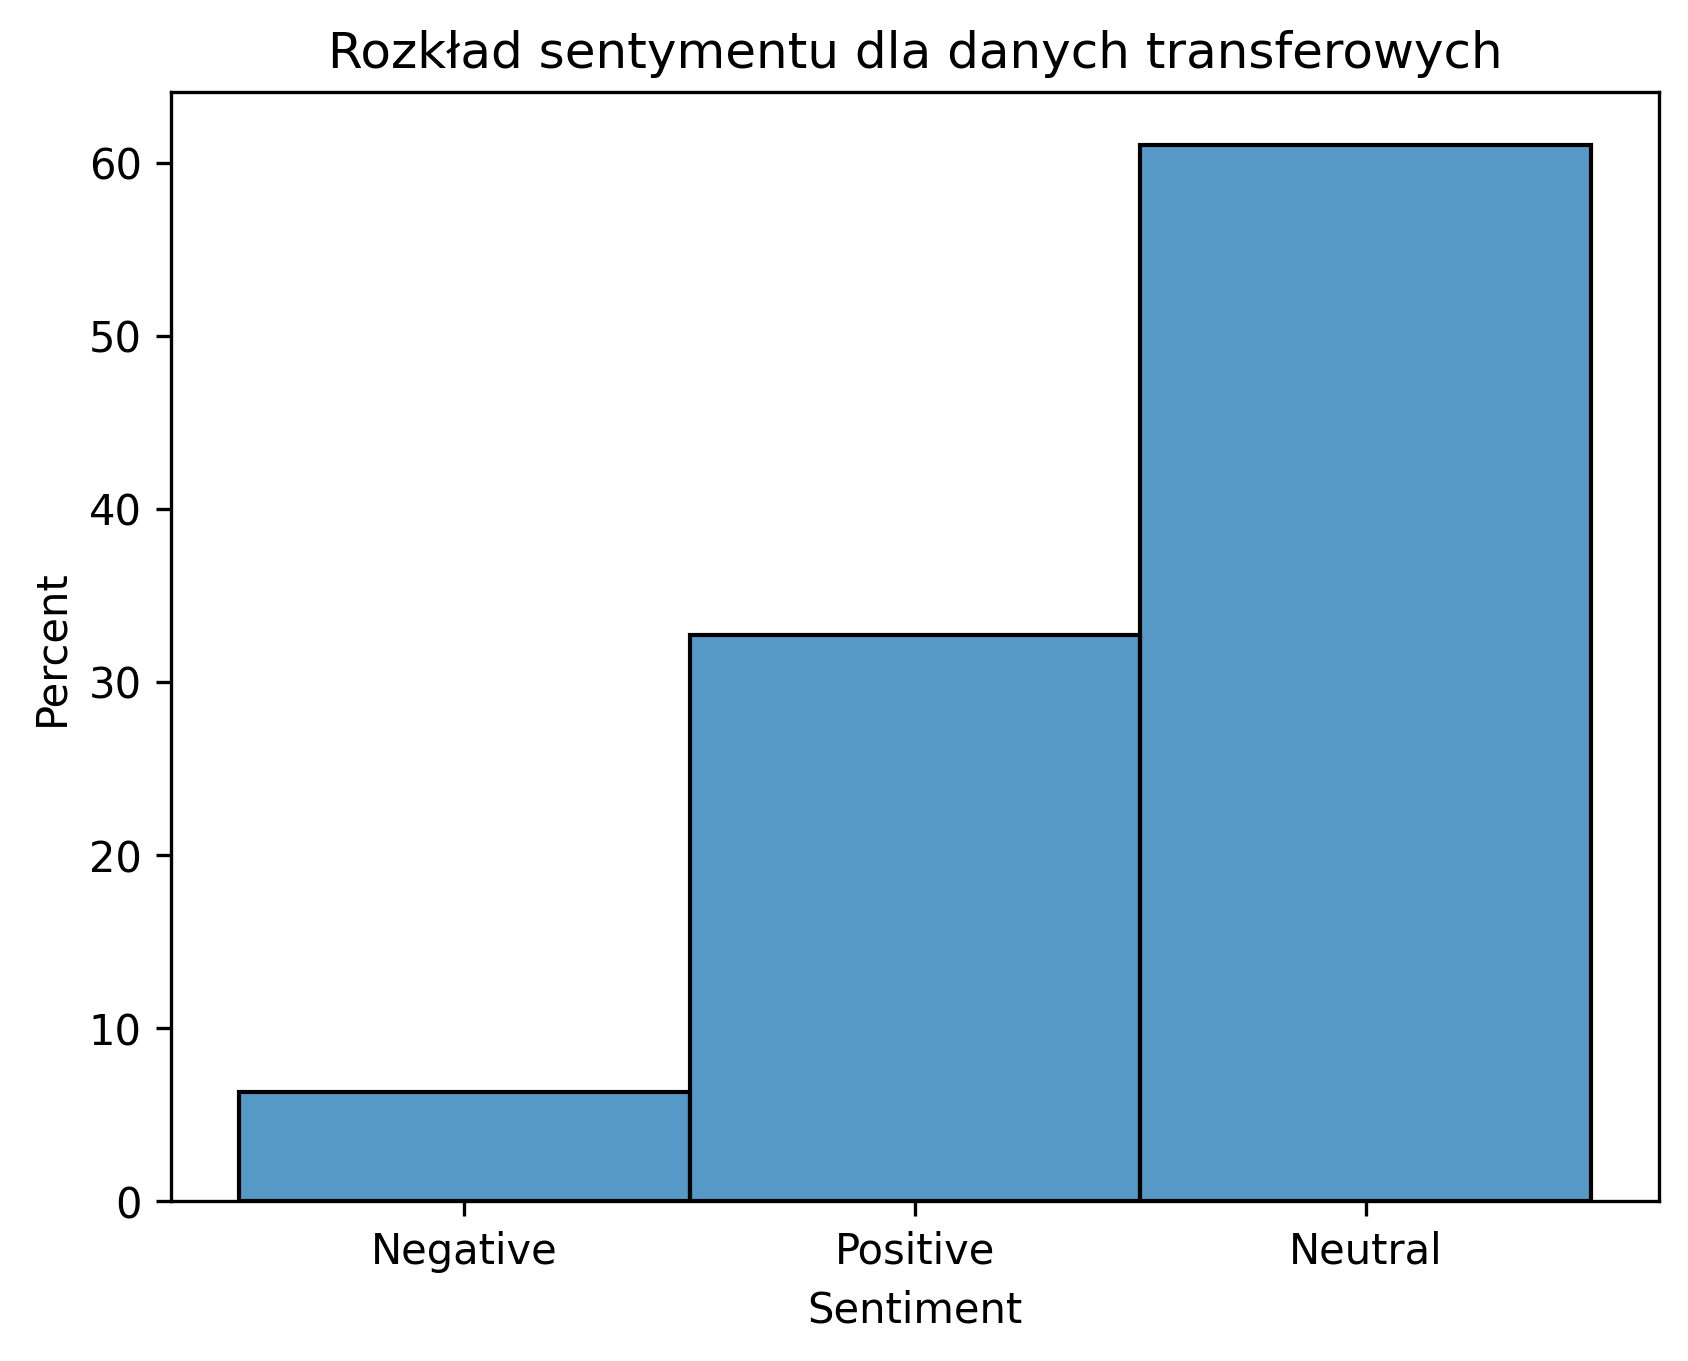 Rozkład sentymentu dla danych transferowych
60
50
40
30
20
10
0
Percent
Negative
Positive
Neutral
Sentiment